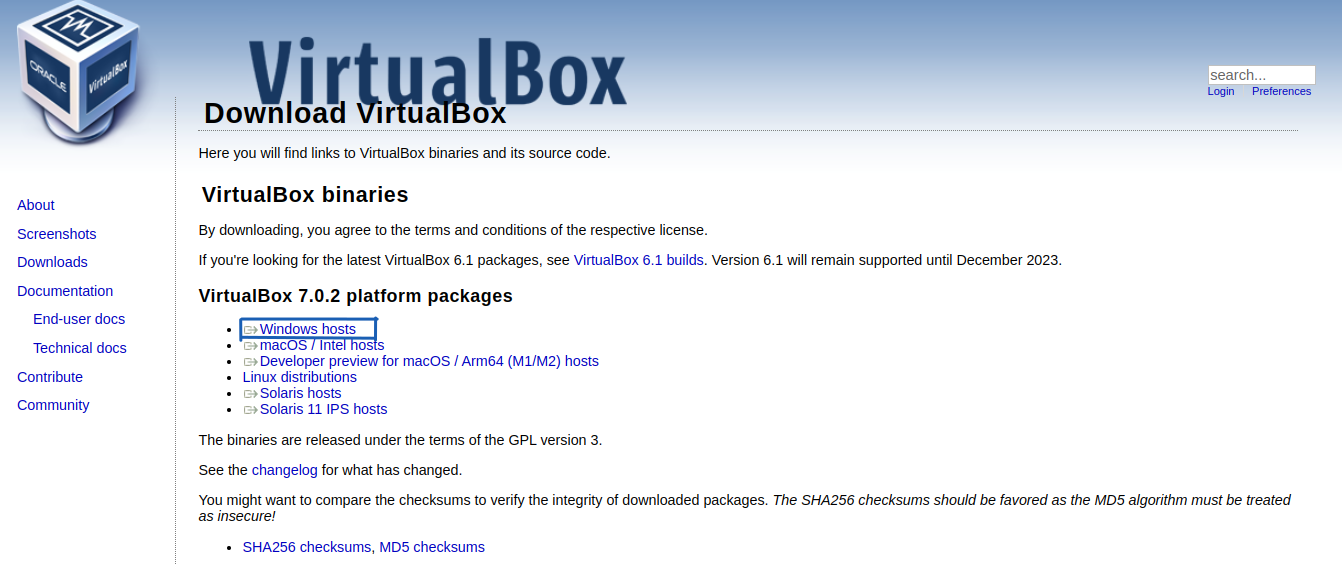 ORACLE
VirtualBox
VirtualBox
search...
Login Preferences
Download VirtualBox
Here you will find links to VirtualBox binaries and its source code.
About
Screenshots
Downloads
Documentation
End-user docs
Technical docs
Contribute
Community
VirtualBox binaries
By downloading, you agree to the terms and conditions of the respective license.
If you're looking for the latest VirtualBox 6.1 packages, see VirtualBox 6.1 builds. Version 6.1 will remain supported until December 2023.
VirtualBox 7.0.2 platform packages
• Windows hosts
• macOS / Intel hosts
• Developer preview for macOS / Arm64 (M1/M2) hosts
• Linux distributions
• Solaris hosts
• Solaris 11 IPS hosts
The binaries are released under the terms of the GPL version 3.
See the changelog for what has changed.
You might want to compare the checksums to verify the integrity of downloaded packages. The SHA256 checksums should be favored as the MD5 algorithm must be treated
as insecure!
• SHA256 checksums, MD5 checksums